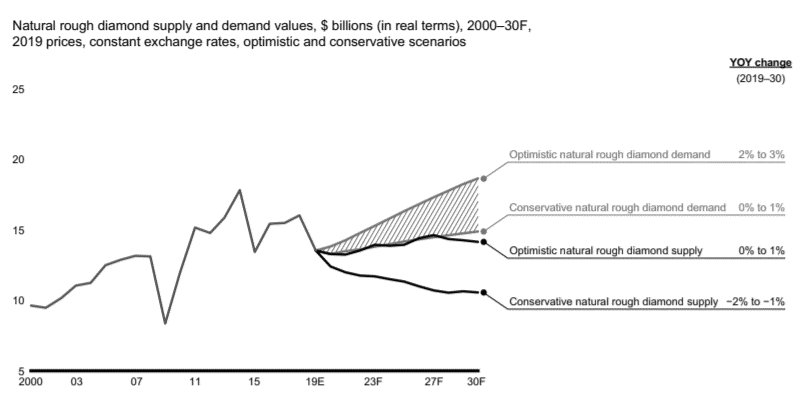 Natural rough diamond supply and demand values, $ billions (in real terms), 2000–30F,
2019 prices, constant exchange rates, optimistic and conservative scenarios
YOY change
(2019–30)
25
20
15
10
5
Optimistic natural rough diamond demand 2% to 3%
Conservative natural rough diamond demand 0% to 1%
Optimistic natural rough diamond supply 0% to 1%
Conservative natural rough diamond supply −2% to −1%
2000 03 07 11 15 19E 23F 27F 30F